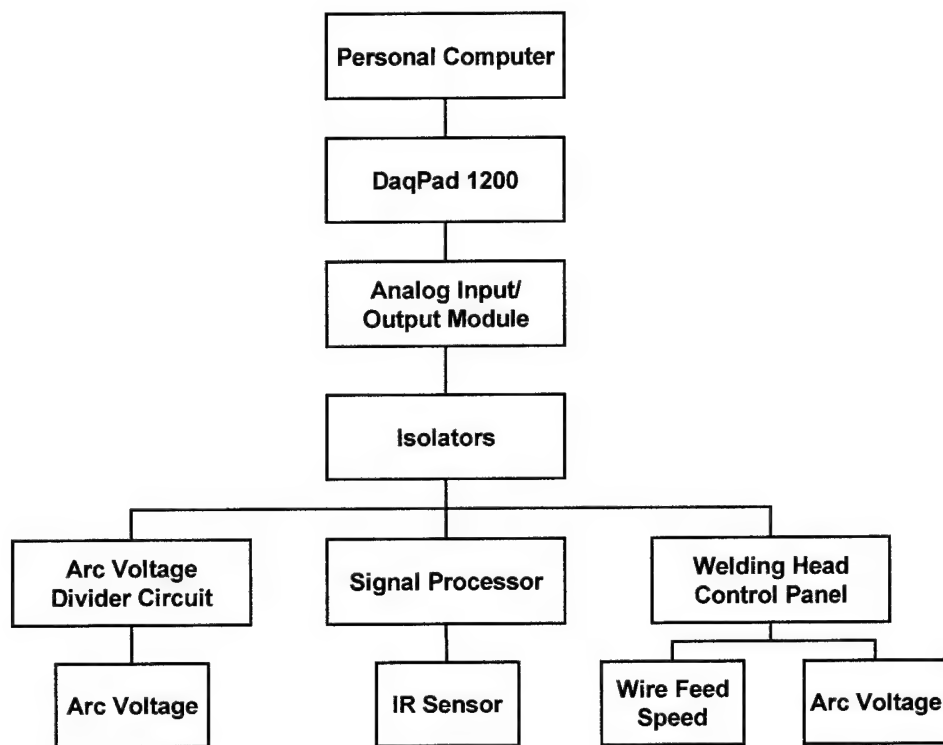 Personal Computer
DaqPad 1200
Analog Input/
Output Module
Isolators
Arc Voltage
Divider Circuit
Signal Processor
Welding Head
Control Panel
Arc Voltage
IR Sensor
Wire Feed
Speed
Arc Voltage